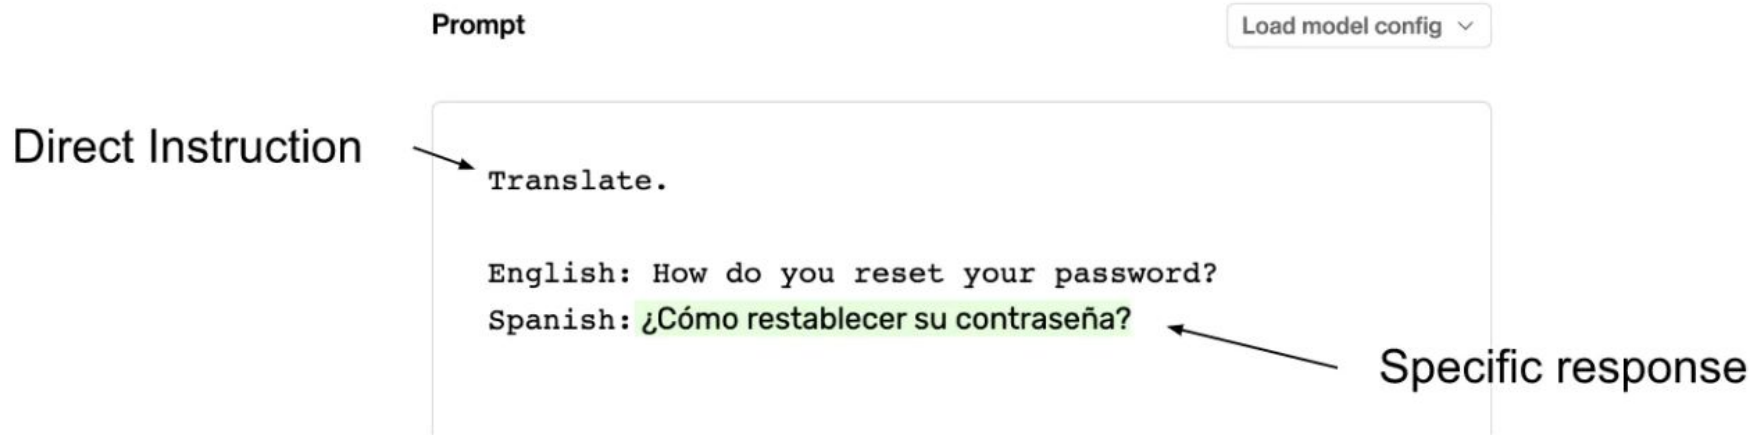 Prompt
Load model config
Direct Instruction
Translate.
English: How do you reset your password?
Spanish: ¿Cómo restablecer su contraseña?
Specific response